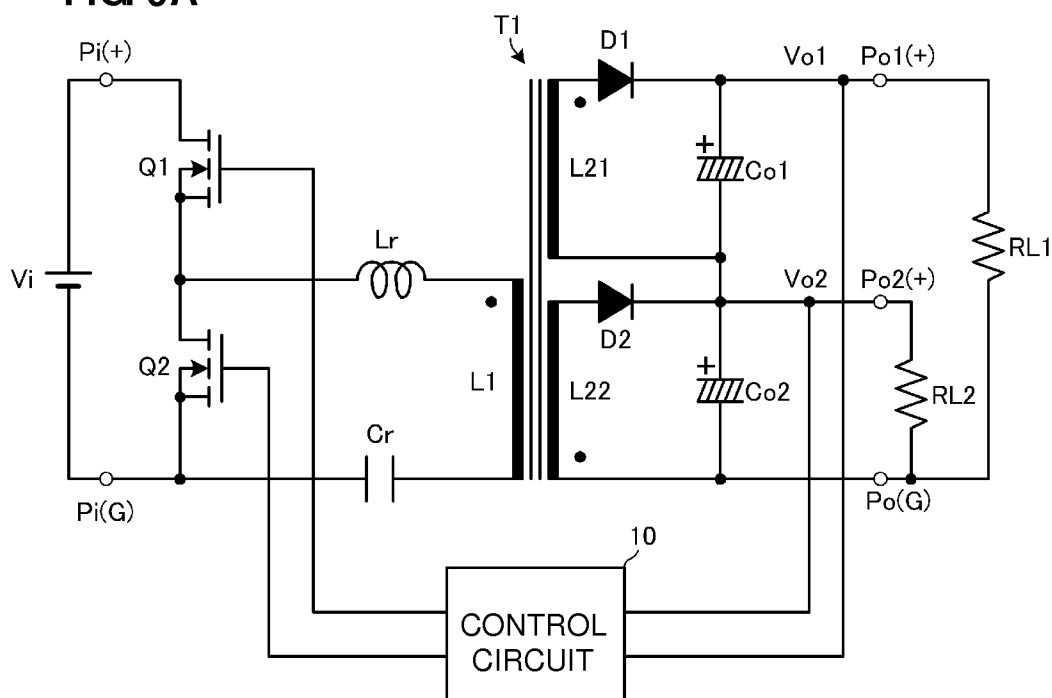 T1
D1
Pi(+)
Vo1
Po1(+)
Q1
L21
Co1
Lr
RL1
Vi
Vo2
Po2(+)
D2
Q2
L1
L22
Co2
RL2
Cr
Pi(G)
Po(G)
10
CONTROL
CIRCUIT